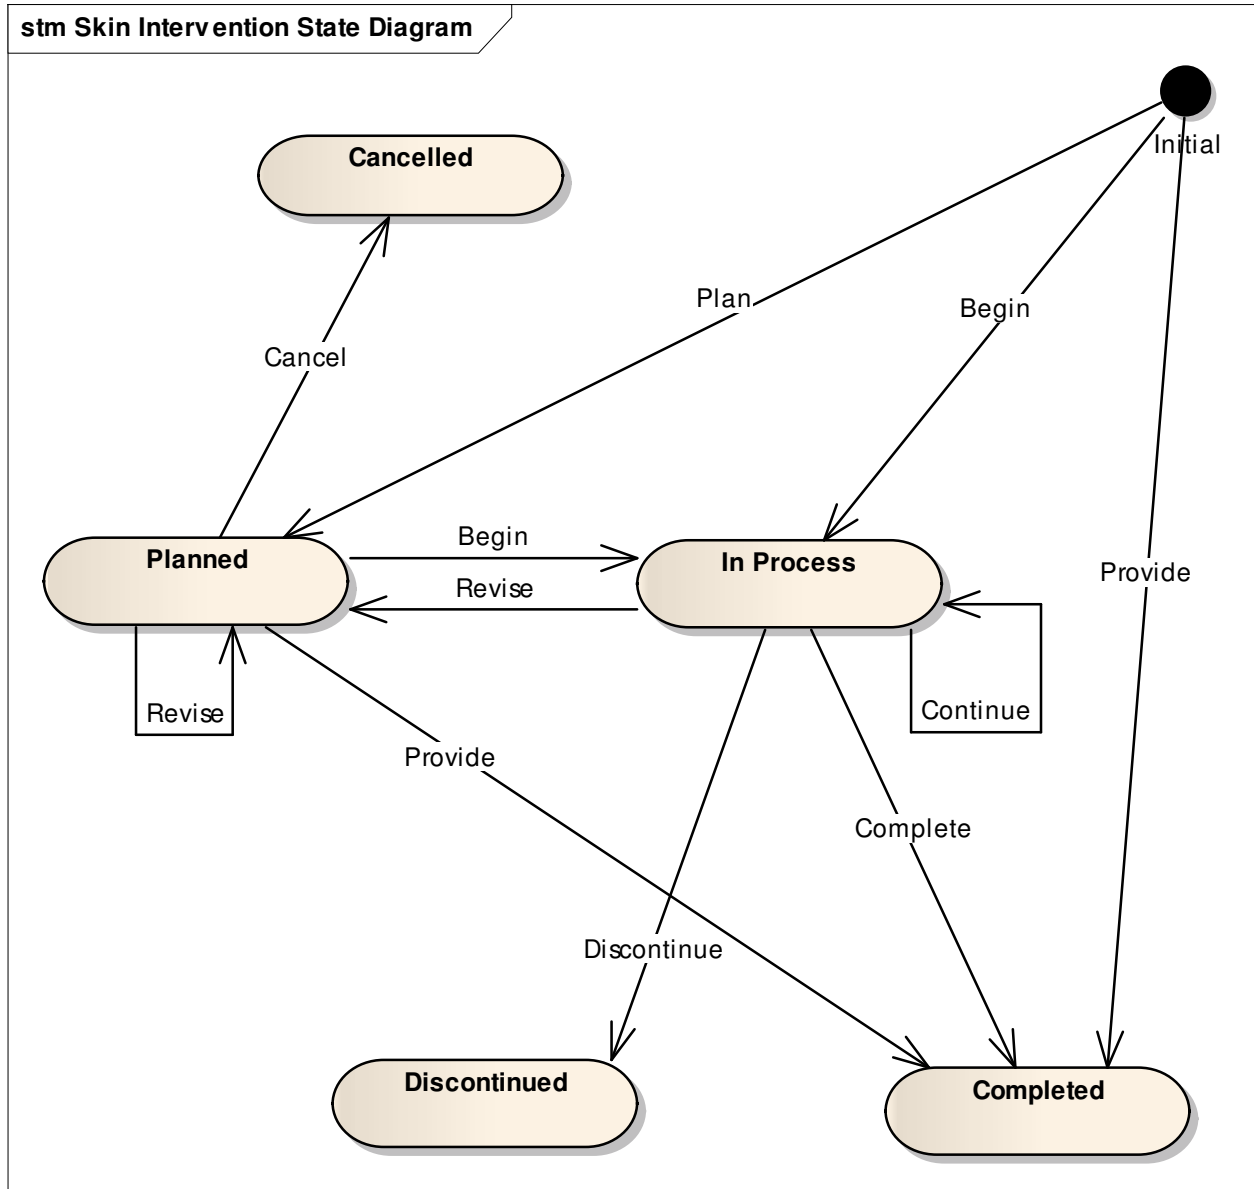 stm Skin Intervention State Diagram
Initial
Cancelled
Plan
Begin
Cancel
Begin
Planned
In Process
Provide
Revise
Revise
Continue
Provide
Complete
Discontinue
Discontinued
Completed